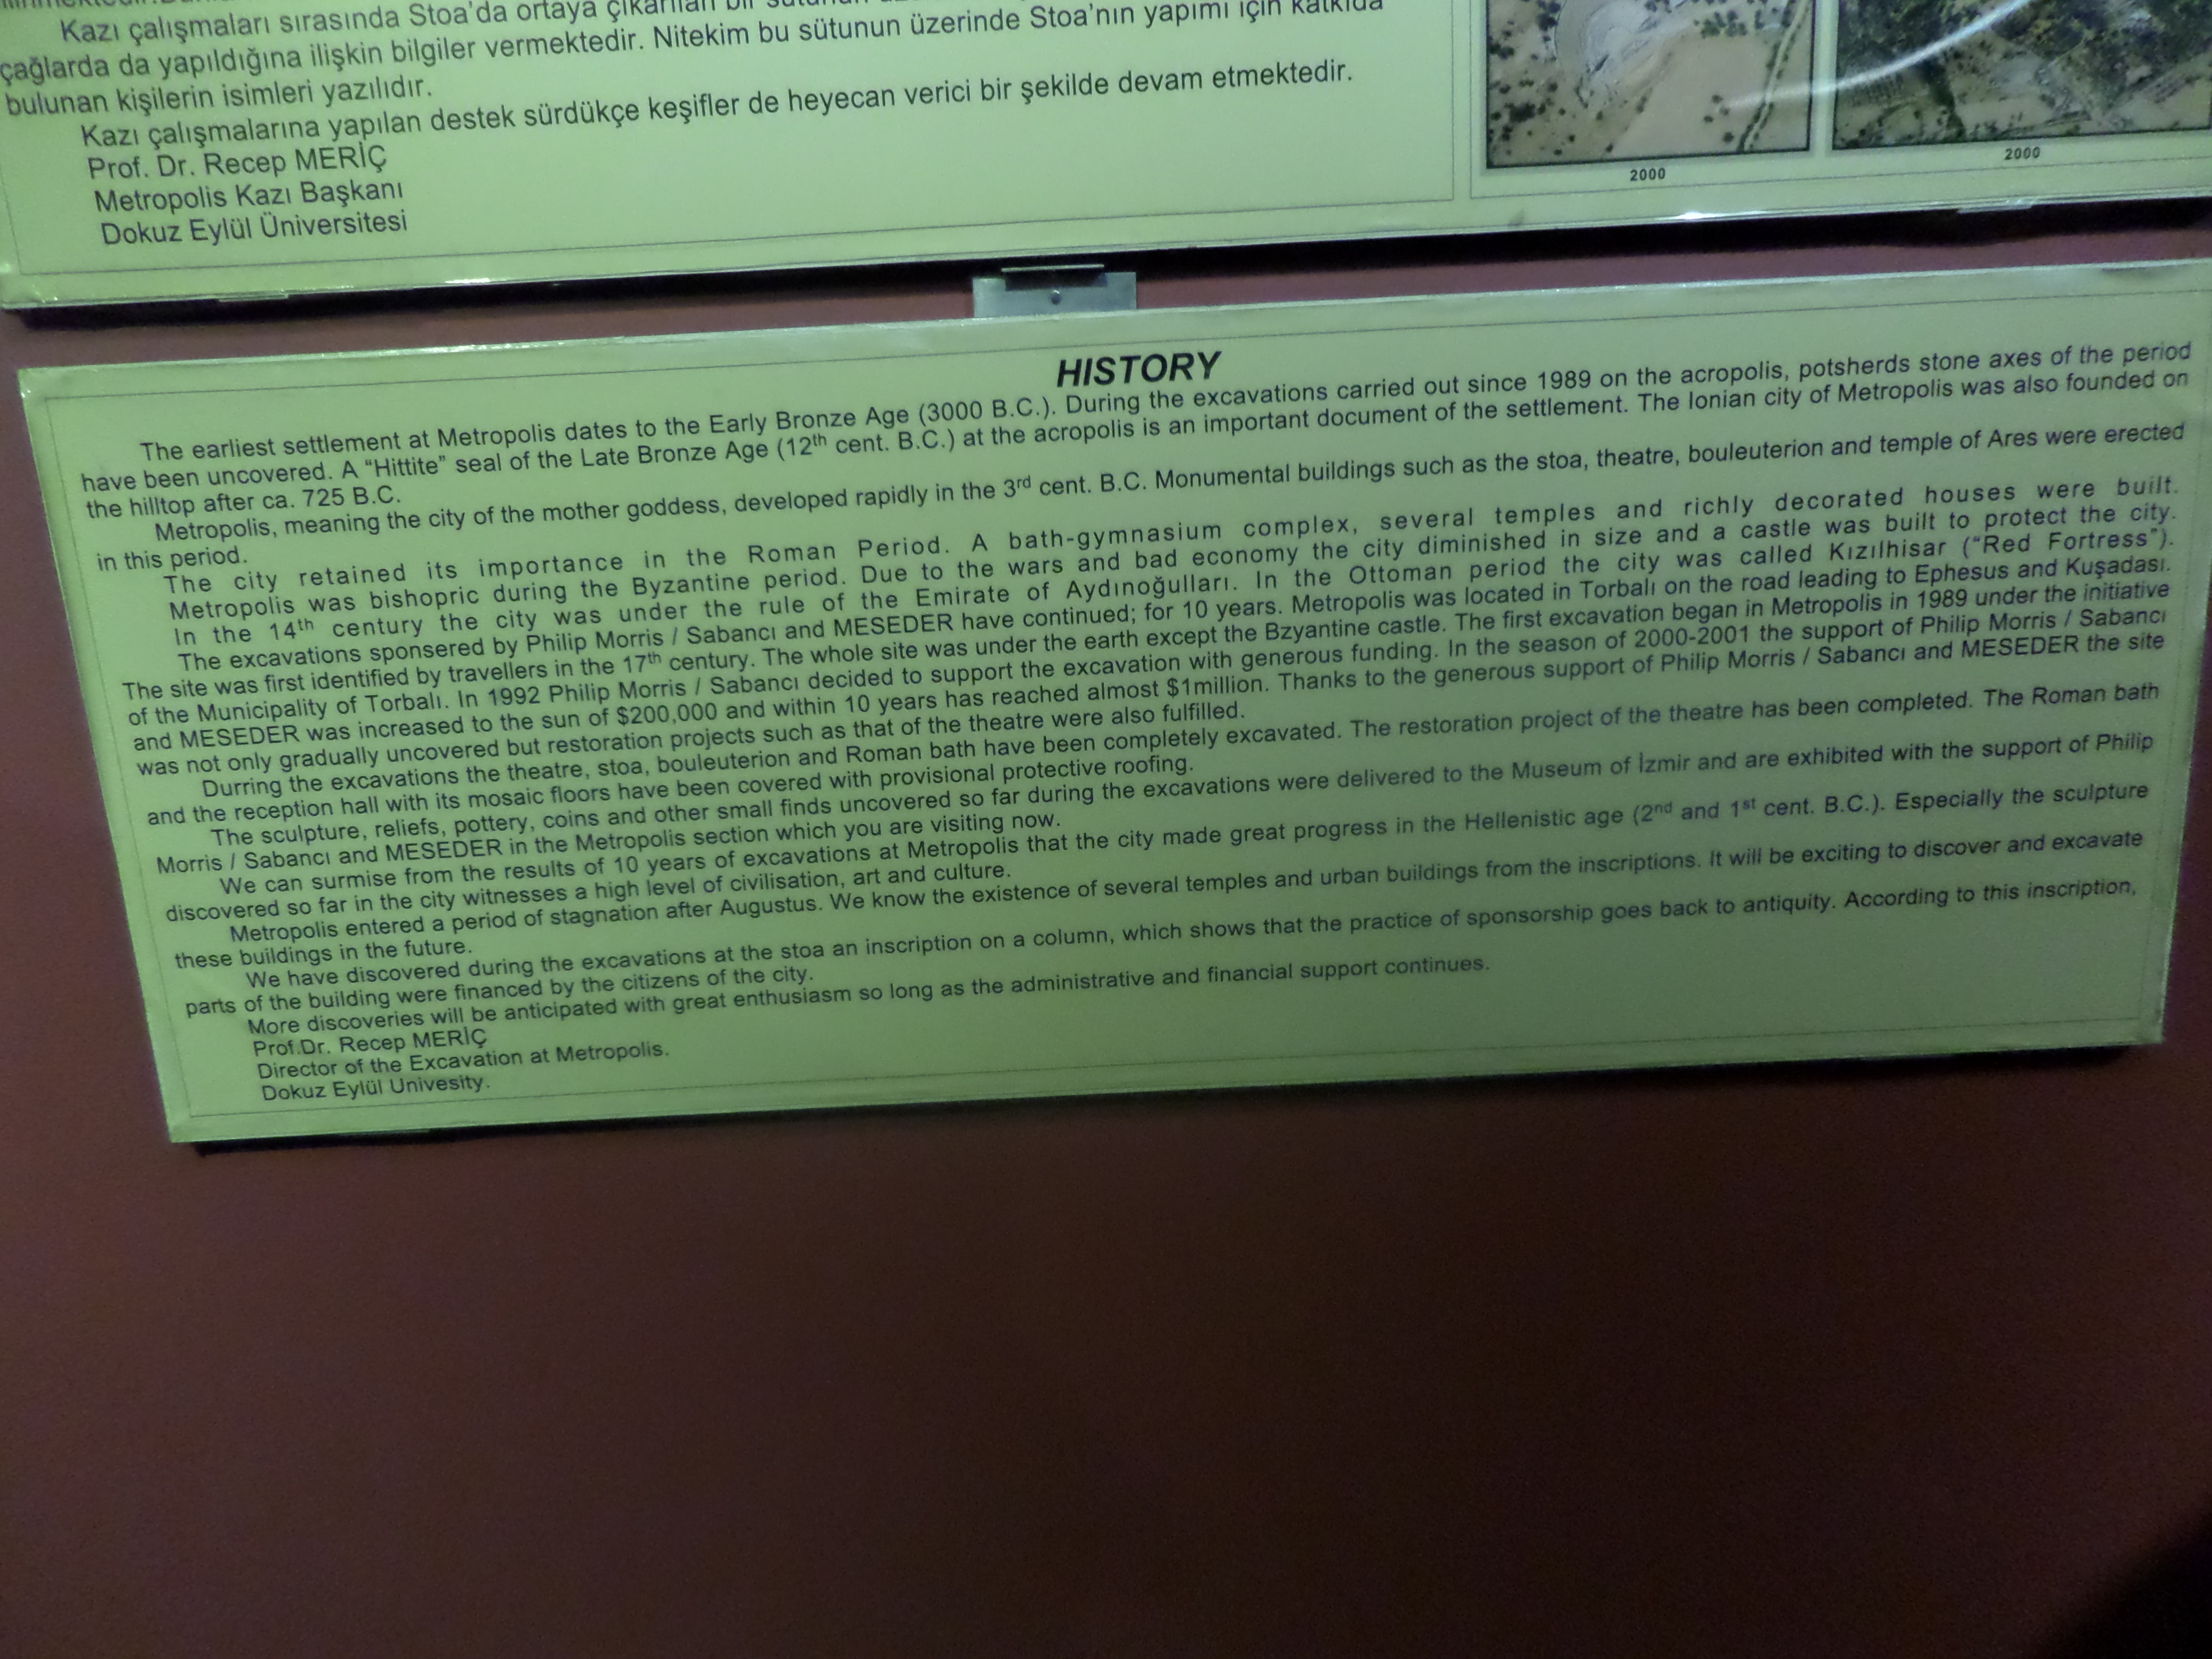 Kazı çalışmaları sırasında Stoa'da ortaya çıkarılan bir
çağlarda da yapıldığına ilişkin bilgiler vermektedir. Nitekim bu sütunun üzerinde Stoa'nın yapımı için katkıda
bulunan kişilerin isimleri yazılıdır.
Kazı çalışmalarına yapılan destek sürdükçe keşifler de heyecan verici bir şekilde devam etmektedir.
Prof. Dr. Recep MERİÇ
Metropolis Kazı Başkanı
Dokuz Eylül Üniversitesi
2000
2000
HISTORY
The earliest settlement at Metropolis dates to the Early Bronze Age (3000 B.C.). During the excavations carried out since 1989 on the acropolis, potsherds stone axes of the period
have been uncovered. A "Hittite" seal of the Late Bronze Age (12th cent. B.C.) at the acropolis is an important document of the settlement. The Ionian city of Metropolis was also founded on
the hilltop after ca. 725 B.C.
Metropolis, meaning the city of the mother goddess, developed rapidly in the 3rd cent. B.C. Monumental buildings such as the stoa, theatre, bouleuterion and temple of Ares were erected
in this period.
The city retained its importance in the Roman Period. A bath-gymnasium complex, several temples and richly decorated houses were built.
Metropolis was bishopric during the Byzantine period. Due to the wars and bad economy the city diminished in size and a castle was built to protect the city.
In the 14th century the city was under the rule of the Emirate of Aydınoğulları. In the Ottoman period the city was called Kızılhisar ("Red Fortress").
The excavations sponsered by Philip Morris / Sabancı and MESEDER have continued; for 10 years. Metropolis was located in Torbalı on the road leading to Ephesus and Kuşadası.
The site was first identified by travellers in the 17th century. The whole site was under the earth except the Bzyantine castle. The first excavation began in Metropolis in 1989 under the initiative
of the Municipality of Torbalı. In 1992 Philip Morris / Sabancı decided to support the excavation with generous funding. In the season of 2000-2001 the support of Philip Morris / Sabancı
and MESEDER was increased to the sun of $200,000 and within 10 years has reached almost $1million. Thanks to the generous support of Philip Morris / Sabancı and MESEDER the site
was not only gradually uncovered but restoration projects such as that of the theatre were also fulfilled.
Durring the excavations the theatre, stoa, bouleuterion and Roman bath have been completely excavated. The restoration project of the theatre has been completed. The Roman bath
and the reception hall with its mosaic floors have been covered with provisional protective roofing.
The sculpture, reliefs, pottery, coins and other small finds uncovered so far during the excavations were delivered to the Museum of İzmir and are exhibited with the support of Philip
Morris / Sabancı and MESEDER in the Metropolis section which you are visiting now.
We can surmise from the results of 10 years of excavations at Metropolis that the city made great progress in the Hellenistic age (2nd and 1st cent. B.C.). Especially the sculpture
discovered so far in the city witnesses a high level of civilisation, art and culture.
Metropolis entered a period of stagnation after Augustus. We know the existence of several temples and urban buildings from the inscriptions. It will be exciting to discover and excavate
these buildings in the future.
We have discovered during the excavations at the stoa an inscription on a column, which shows that the practice of sponsorship goes back to antiquity. According to this inscription,
parts of the building were financed by the citizens of the city.
More discoveries will be anticipated with great enthusiasm so long as the administrative and financial support continues.
Prof.Dr. Recep MERİÇ
Director of the Excavation at Metropolis.
Dokuz Eylül Univesity.